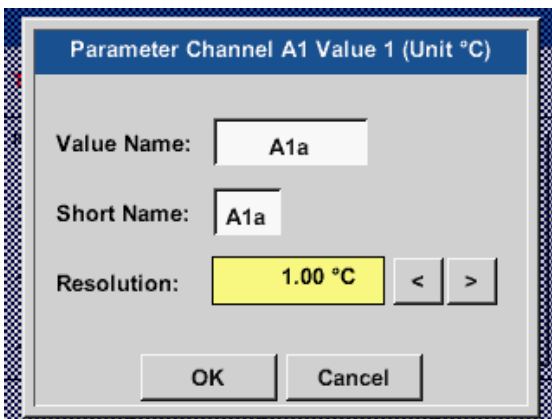 Parameter Channel A1 Value 1 (Unit °C)
Value Name: A1a
Short Name: A1a
Resolution: 1.00 °C < >
OK Cancel